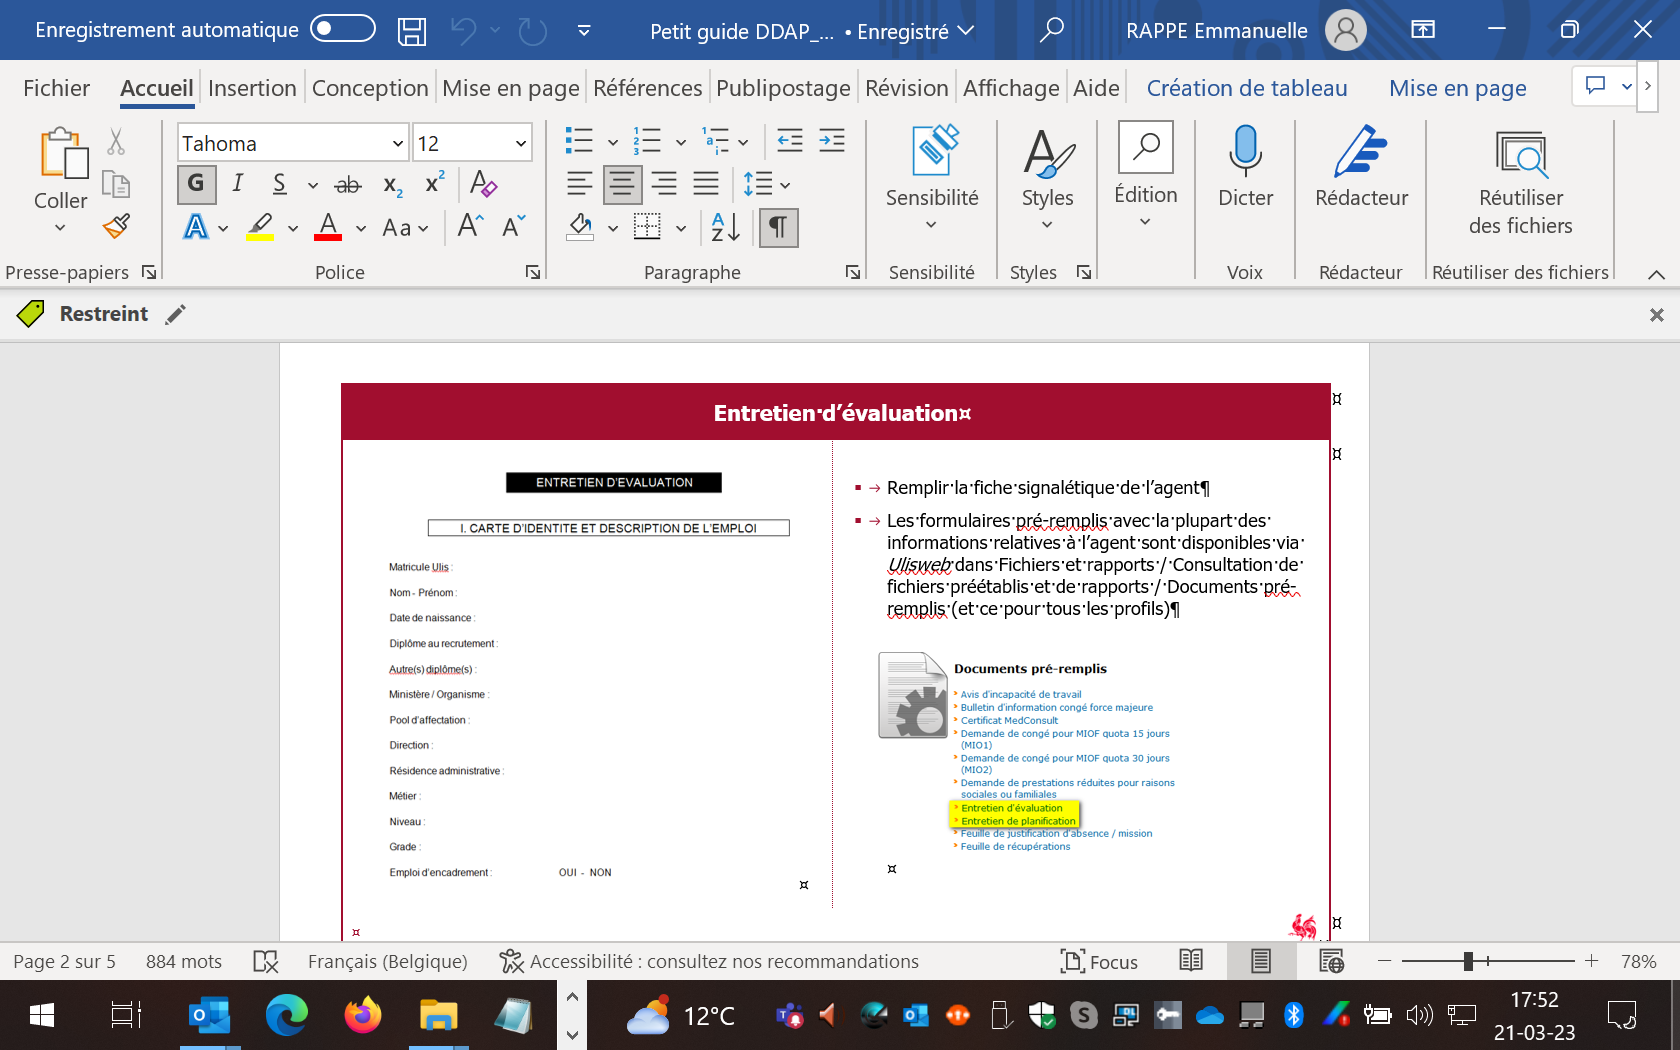 Enregistrement automatique
Petit guide DDAP_... • Enregistré
RAPPE Emmanuelle
Fichier Accueil Insertion Conception Mise en page Références Publipostage Révision Affichage Aide Création de tableau Mise en page
Tahoma 12
Coller
G I S ab x₂ x²
A A Aa A A
Sensibilité
Styles
Édition
Dicter
Rédacteur
Réutiliser
des fichiers
Presse-papiers Police Paragraphe Sensibilité Styles Voix Rédacteur Réutiliser des fichiers
Restreint
Entretien·d’évaluation¤
ENTRETIEN D'EVALUATION
I. CARTE D'IDENTITE ET DESCRIPTION DE L'EMPLOI
Matricule Ulis :
Nom - Prénom :
Date de naissance :
Diplôme au recrutement :
Autre(s) diplôme(s) :
Ministère / Organisme :
Pool d'affectation :
Direction :
Résidence administrative :
Métier :
Niveau :
Grade :
Emploi d'encadrement : OUI - NON
¤
▪ → Remplir·la·fiche·signalétique·de·l’agent¶
▪ → Les·formulaires·pré-remplis·avec·la·plupart·des·
informations·relatives·à·l’agent·sont·disponibles·via·
Ulisweb·dans·Fichiers·et·rapports·/·Consultation·de·
fichiers·préétablis·et·de·rapports·/·Documents·pré-
remplis·(et·ce·pour·tous·les·profils)¶
Documents pré-remplis
Avis d'incapacité de travail
Bulletin d'information congé force majeure
Certificat MedConsult
Demande de congé pour MIOF quota 15 jours
(MIO1)
Demande de congé pour MIOF quota 30 jours
(MIO2)
Demande de prestations réduites pour raisons
sociales ou familiales
Entretien d'évaluation
Entretien de planification
Feuille de justification d'absence / mission
Feuille de récupérations
¤
¤
Page 2 sur 5 884 mots Français (Belgique) Accessibilité : consultez nos recommandations Focus 78%
12°C
17:52
21-03-23